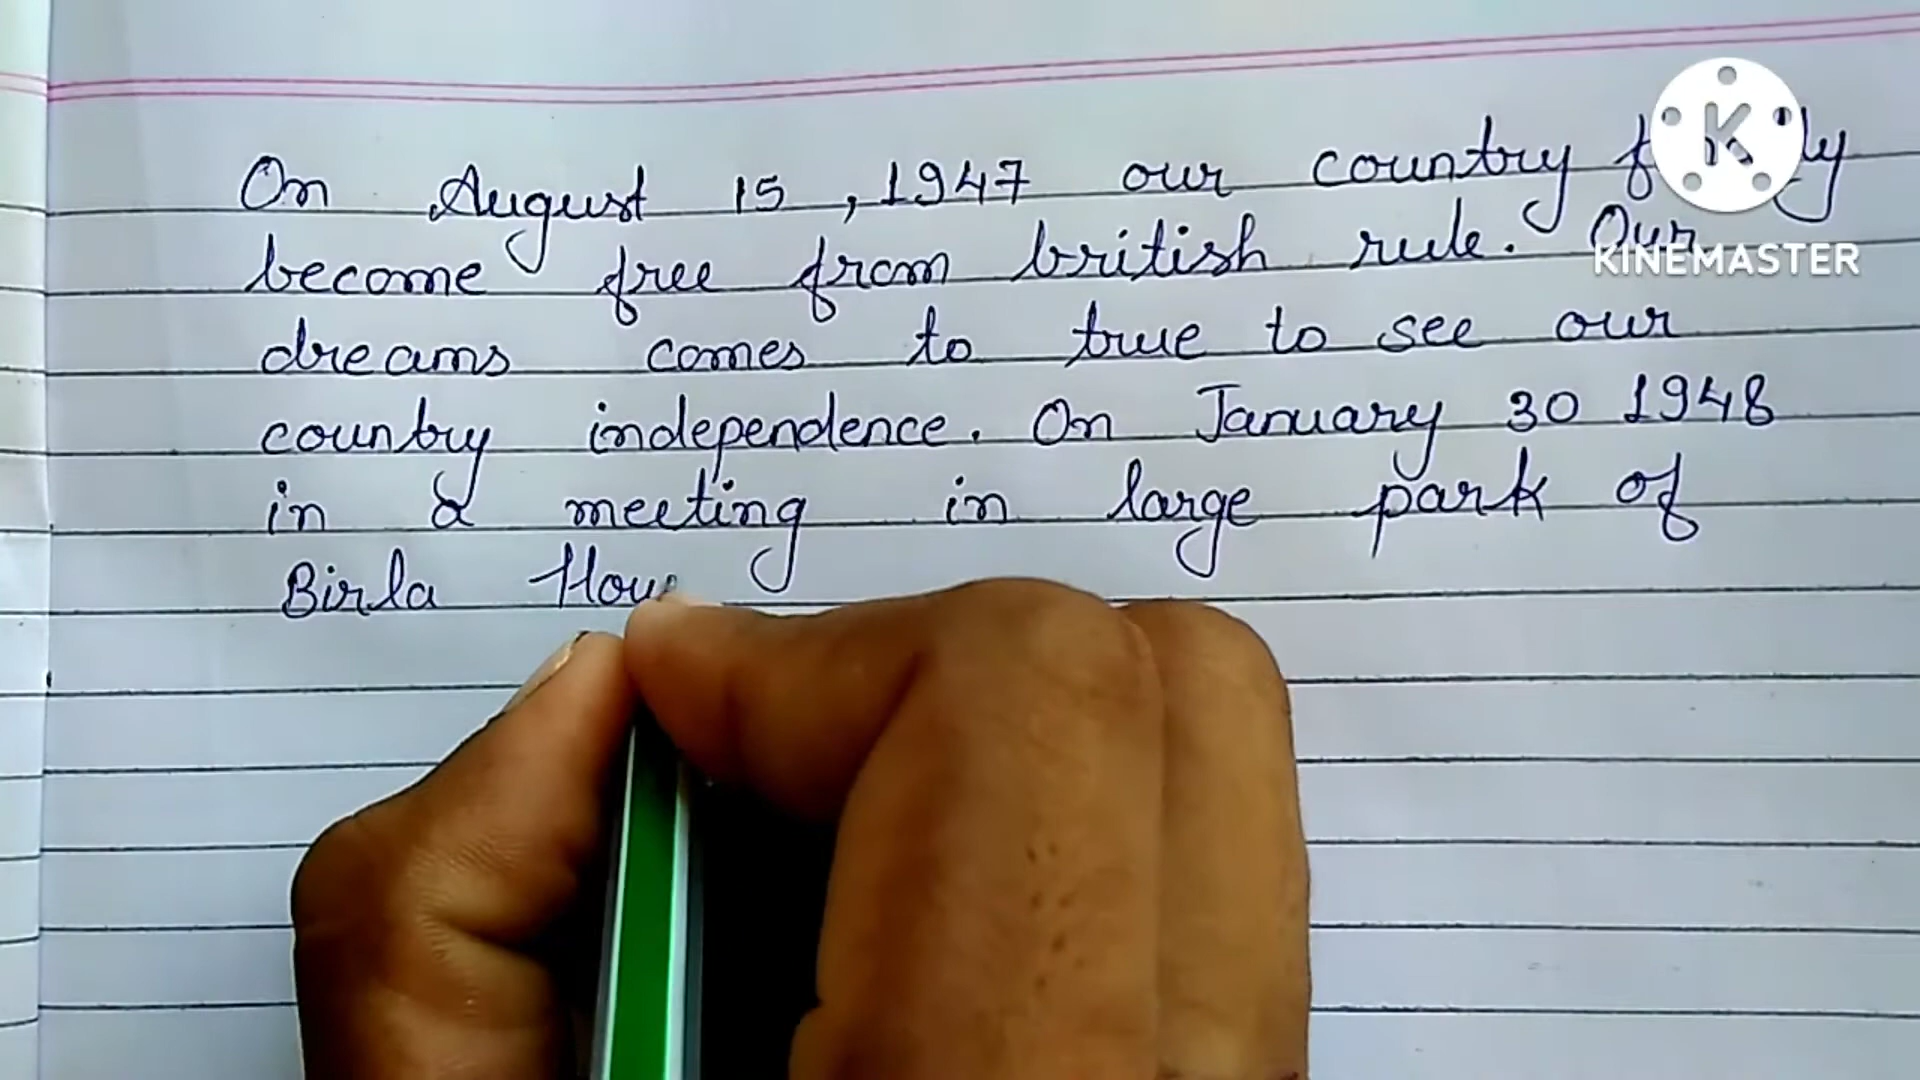 On August 15, 1947 our country
become free from british rule. Our
KINEMASTER
dreams comes to true to see our
country independence. On January 30 1948
in a meeting in large park of
Birla Hou